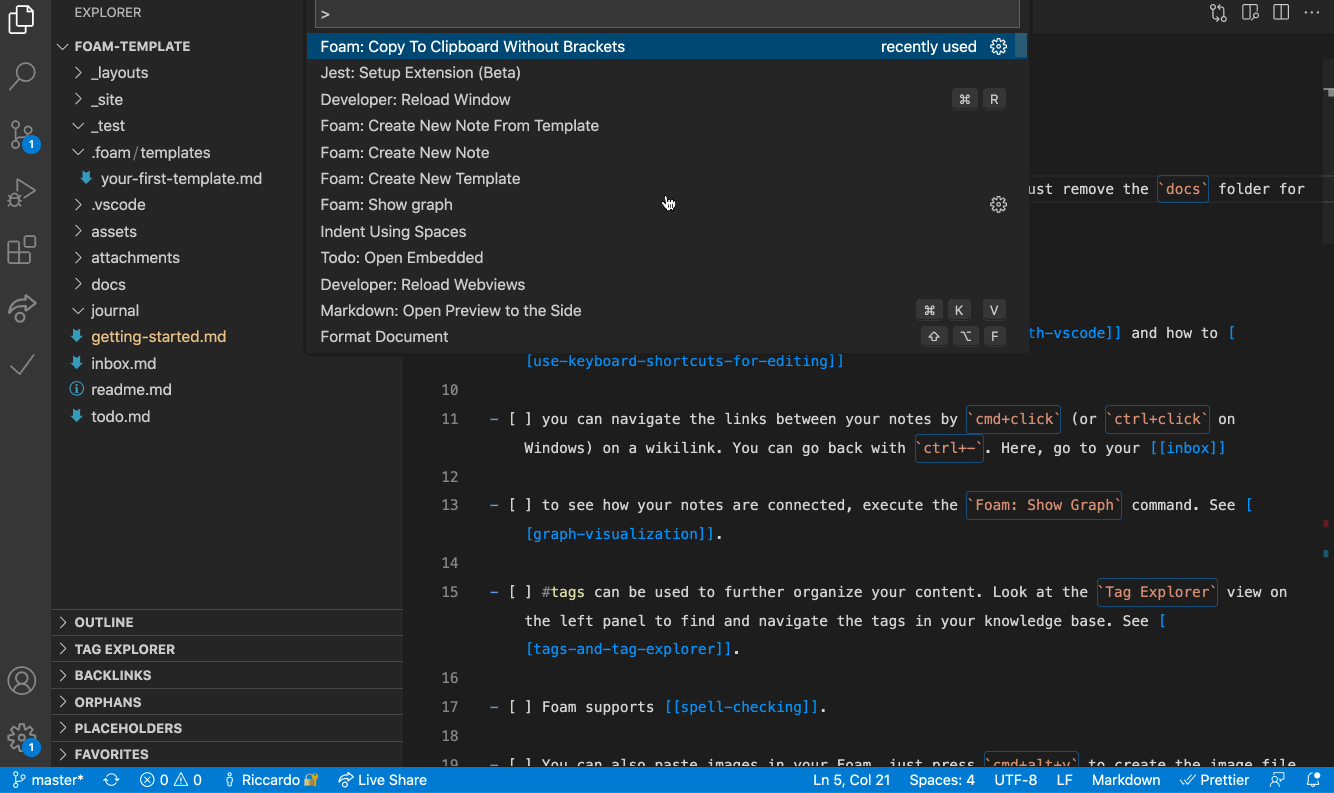 EXPLORER
FOAM-TEMPLATE
_layouts
_site
_test
.foam/templates
your-first-template.md
.vscode
assets
attachments
docs
journal
getting-started.md
inbox.md
readme.md
todo.md
OUTLINE
TAG EXPLORER
BACKLINKS
ORPHANS
PLACEHOLDERS
FAVORITES
1
1
>
Foam: Copy To Clipboard Without Brackets recently used
Jest: Setup Extension (Beta)
Developer: Reload Window ⌘ R
Foam: Create New Note From Template
Foam: Create New Note
Foam: Create New Template
Foam: Show graph
Indent Using Spaces
Todo: Open Embedded
Developer: Reload Webviews
Markdown: Open Preview to the Side ⌘ K V
Format Document ⇧ ⌥ F
ust remove the `docs` folder for
th-vscode]] and how to [
[use-keyboard-shortcuts-for-editing]]
10
11 - [ ] you can navigate the links between your notes by `cmd+click` (or `ctrl+click` on
Windows) on a wikilink. You can go back with `ctrl+-`. Here, go to your [[inbox]]
12
13 - [ ] to see how your notes are connected, execute the `Foam: Show Graph` command. See [
[graph-visualization]].
14
15 - [ ] #tags can be used to further organize your content. Look at the `Tag Explorer` view on
the left panel to find and navigate the tags in your knowledge base. See [
[tags-and-tag-explorer]].
16
17 - [ ] Foam supports [[spell-checking]].
18
19 - [ ] You can also paste images in your Foam, just press `cmd+alt+v` to create the image file
master* 0 0 Riccardo Live Share Ln 5, Col 21 Spaces: 4 UTF-8 LF Markdown Prettier